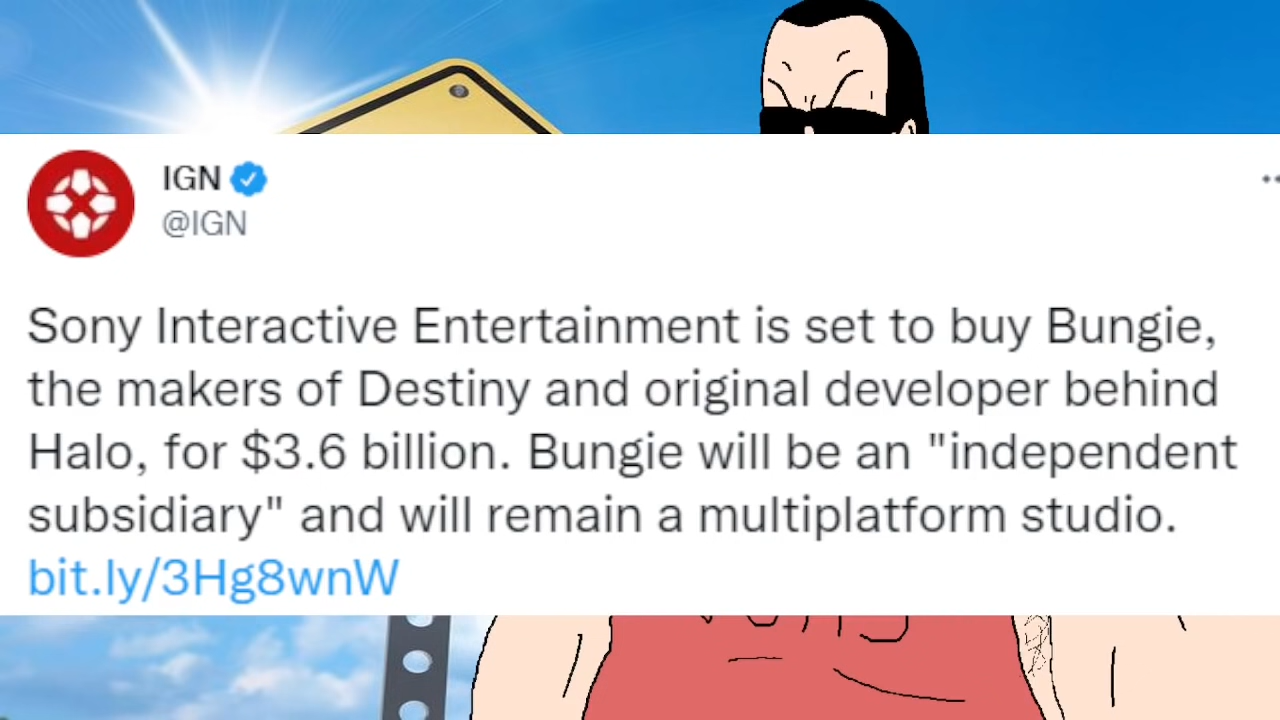 IGN
@IGN
Sony Interactive Entertainment is set to buy Bungie,
the makers of Destiny and original developer behind
Halo, for $3.6 billion. Bungie will be an "independent
subsidiary" and will remain a multiplatform studio.
bit.ly/3Hg8wnW